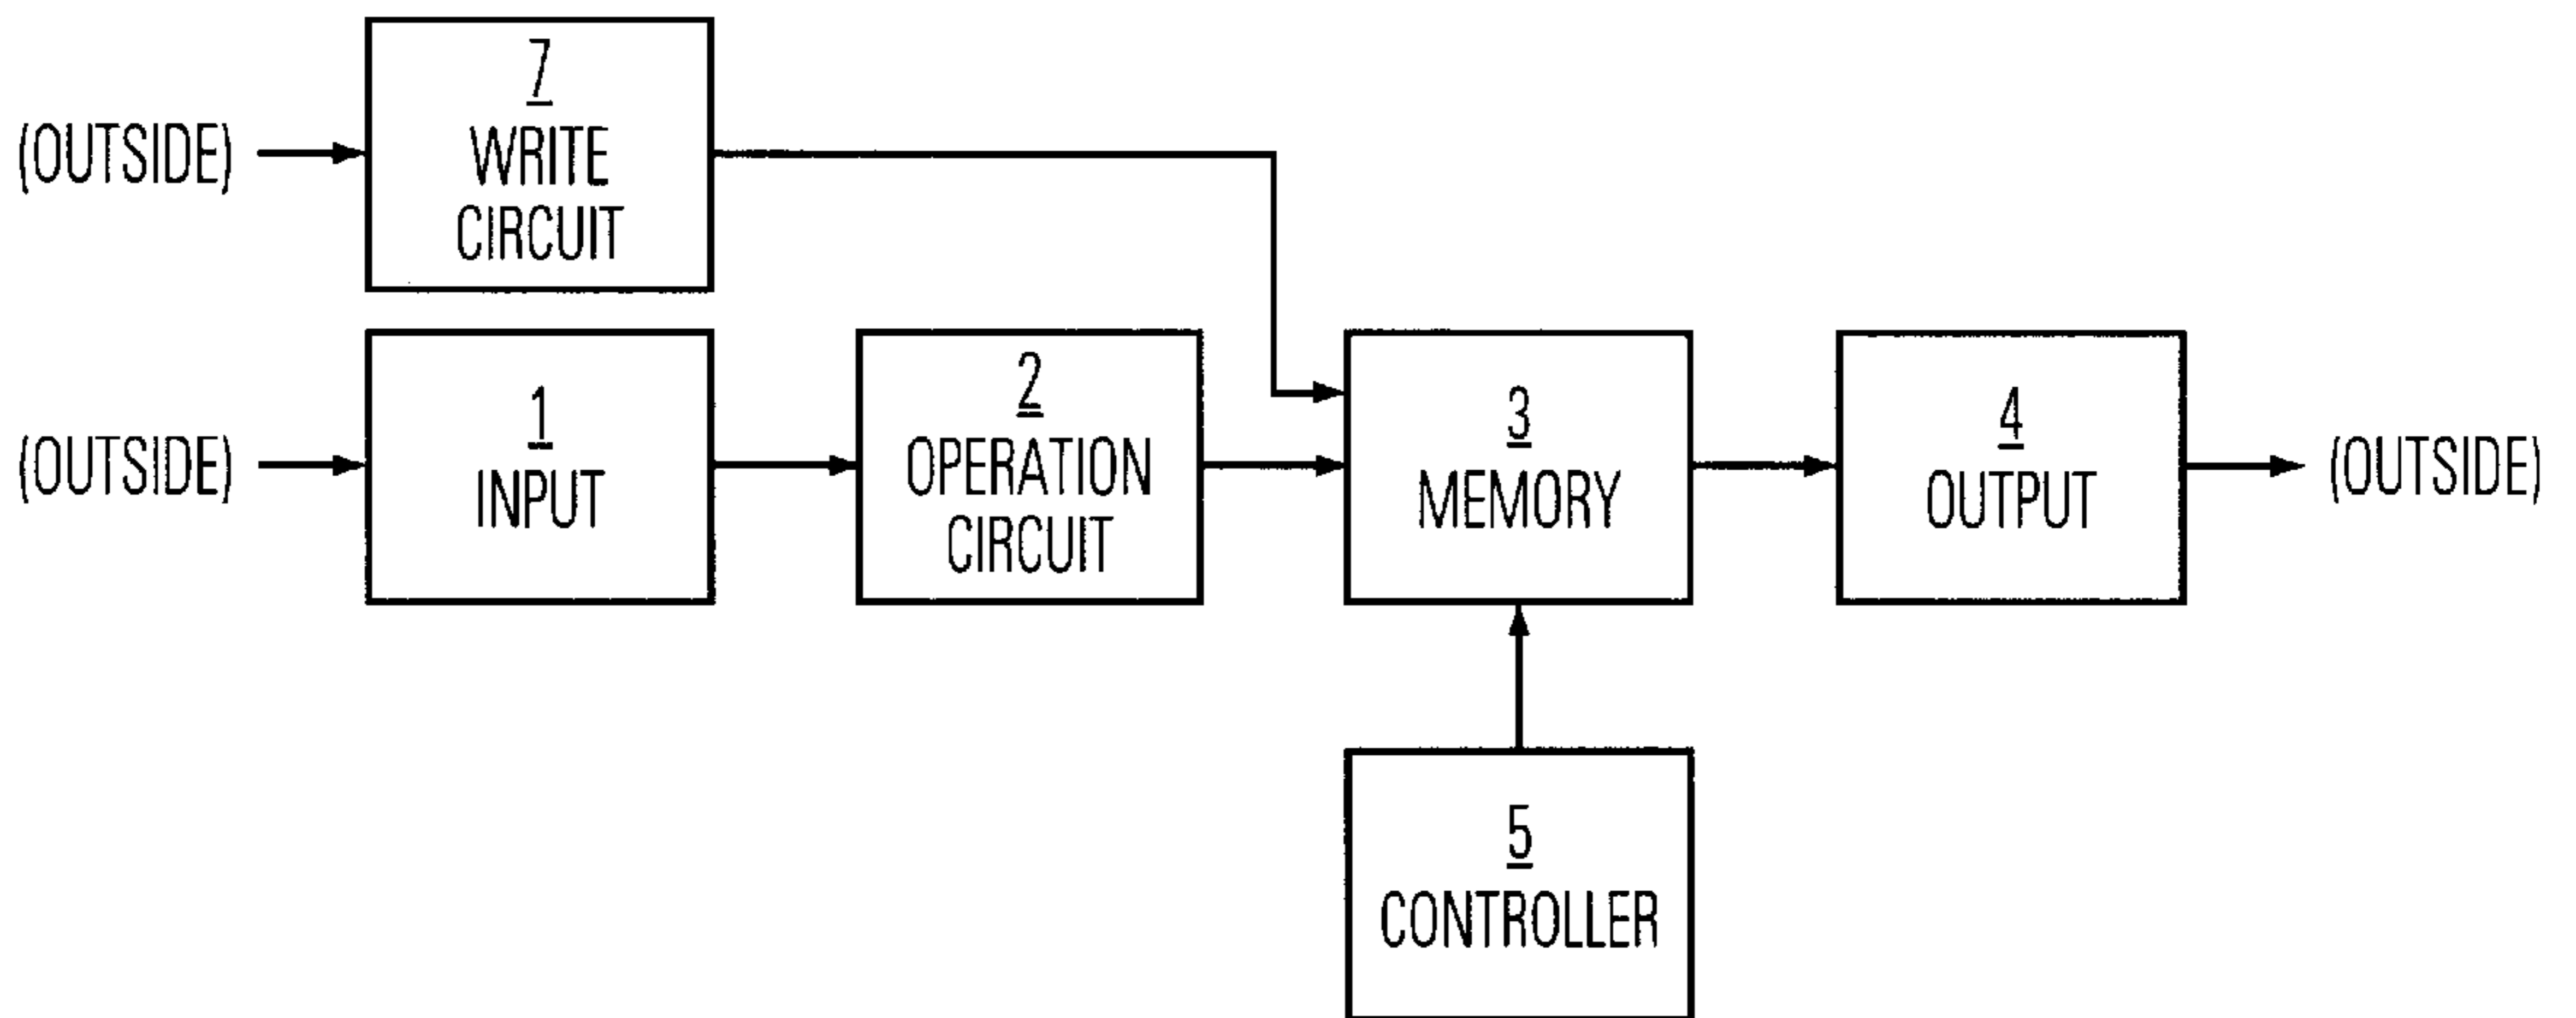 7
WRITE
CIRCUIT
(OUTSIDE)
1
INPUT
(OUTSIDE)
2
OPERATION
CIRCUIT
3
MEMORY
4
OUTPUT
(OUTSIDE)
5
CONTROLLER